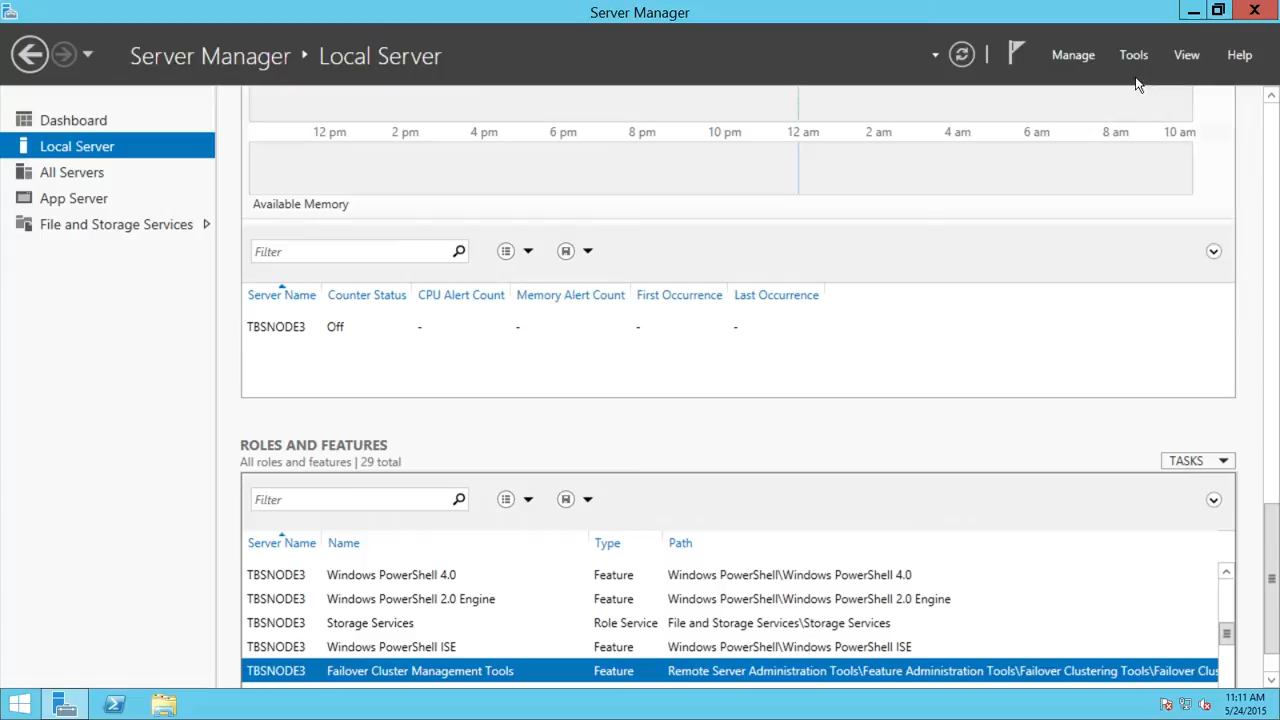 Server Manager
Server Manager ‣ Local Server
Manage Tools View Help
Dashboard
Local Server
All Servers
App Server
File and Storage Services
12 pm 2 pm 4 pm 6 pm 8 pm 10 pm 12 am 2 am 4 am 6 am 8 am 10 am
Available Memory
Filter
Server Name Counter Status CPU Alert Count Memory Alert Count First Occurrence Last Occurrence
TBSNODE3 Off - - - -
ROLES AND FEATURES
All roles and features | 29 total
TASKS
Filter
Server Name Name Type Path
TBSNODE3 Windows PowerShell 4.0 Feature Windows PowerShell\Windows PowerShell 4.0
TBSNODE3 Windows PowerShell 2.0 Engine Feature Windows PowerShell\Windows PowerShell 2.0 Engine
TBSNODE3 Storage Services Role Service File and Storage Services\Storage Services
TBSNODE3 Windows PowerShell ISE Feature Windows PowerShell\Windows PowerShell ISE
TBSNODE3 Failover Cluster Management Tools Feature Remote Server Administration Tools\Feature Administration Tools\Failover Clustering Tools\Failover Clus
11:11 AM
5/24/2015